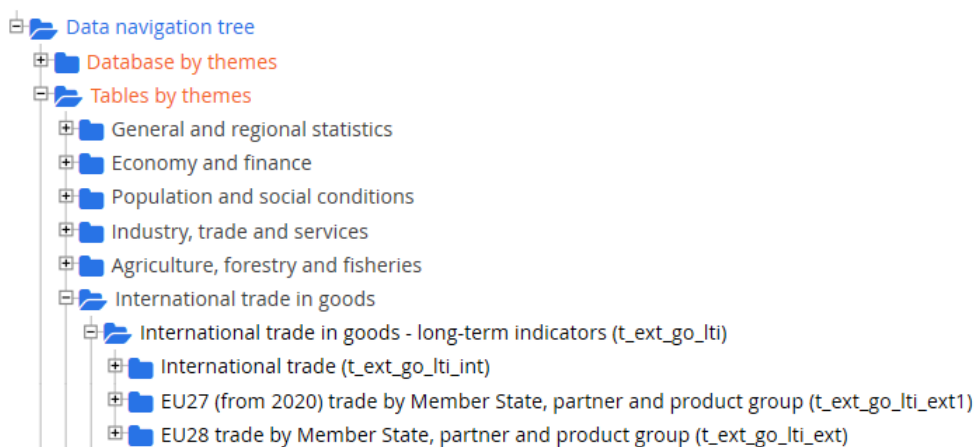 Data navigation tree
Database by themes
Tables by themes
General and regional statistics
Economy and finance
Population and social conditions
Industry, trade and services
Agriculture, forestry and fisheries
International trade in goods
International trade in goods - long-term indicators (t_ext_go_lti)
International trade (t_ext_go_lti_int)
EU27 (from 2020) trade by Member State, partner and product group (t_ext_go_lti_ext1)
EU28 trade by Member State, partner and product group (t_ext_go_lti_ext)